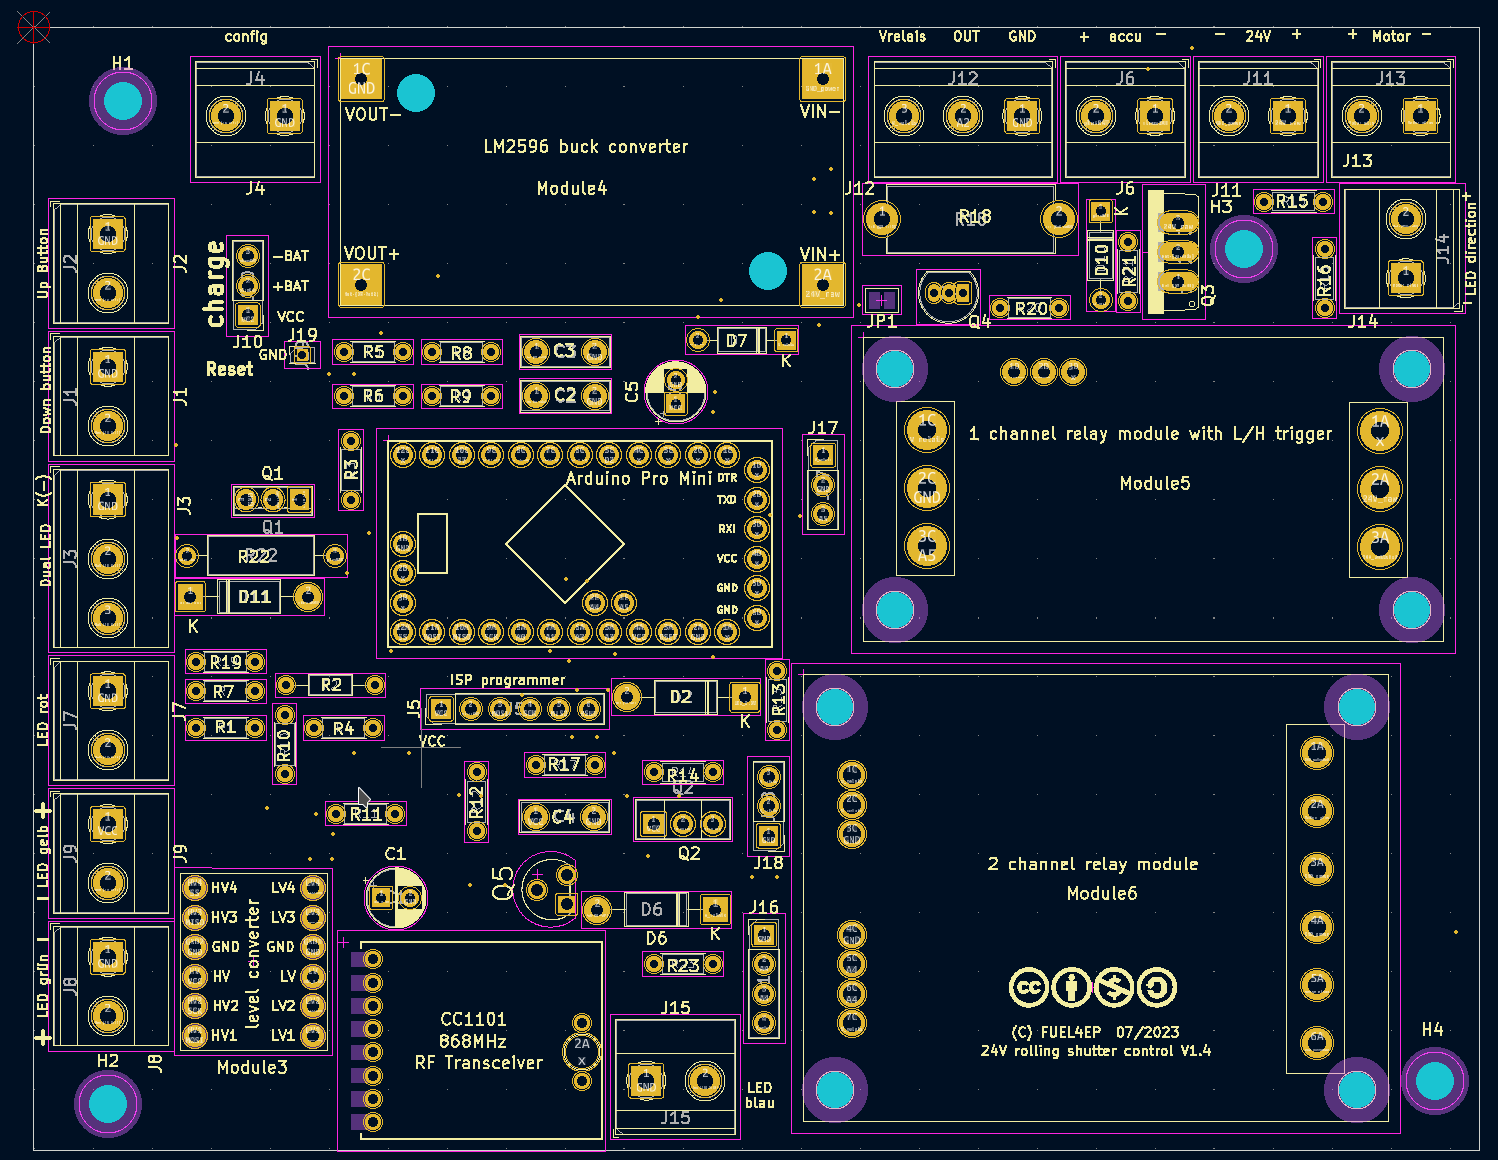 config
Vrelais OUT GND
+ accu −
− 24V +
+ Motor −
H1
J4
J4
1C
GND
VOUT-
1A
VIN-
LM2596 buck converter
Module4
VOUT+
2C
VIN+
2A
24V_raw
J12
J6
J11
J13
J13
J12
J6
J11
H3
R15
R18
K
D10
R21
Q3
R16
J14
J14
LED direction
+
−
JP1
Q4
R20
Up Button
J2
J2
charge
−BAT
+BAT
VCC
J10
J19
GND
Reset
Down button
J1
J1
R5
R8
C3
R6
R9
C2
C5
D7
K
1 channel relay module with L/H trigger
Module5
1C
2C
GND
3C
A5
1A
x
2A
3A
J17
R3
Arduino Pro Mini
DTR
TXD
RXI
VCC
GND
GND
Dual LED K(-)
J3
J3
Q1
Q1
R22
D11
K
R19
R7
R1
R2
R4
R10
LED rot
J7
J7
ISP programmer
J5
VCC
D2
K
R13
R17
R14
R12
C4
Q2
Q2
J18
R11
LED gelb
+
−
J9
J9
C1
Q5
D6
D6
K
J16
R23
HV4 LV4
HV3 LV3
GND GND
HV LV
HV2 LV2
HV1 LV1
level converter
Module3
LED grün
−
+
J8
J8
H2
CC1101
868MHz
RF Transceiver
2A
x
J15
J15
LED
blau
2 channel relay module
Module6
cc
(C) FUEL4EP 07/2023
24V rolling shutter control V1.4
H4